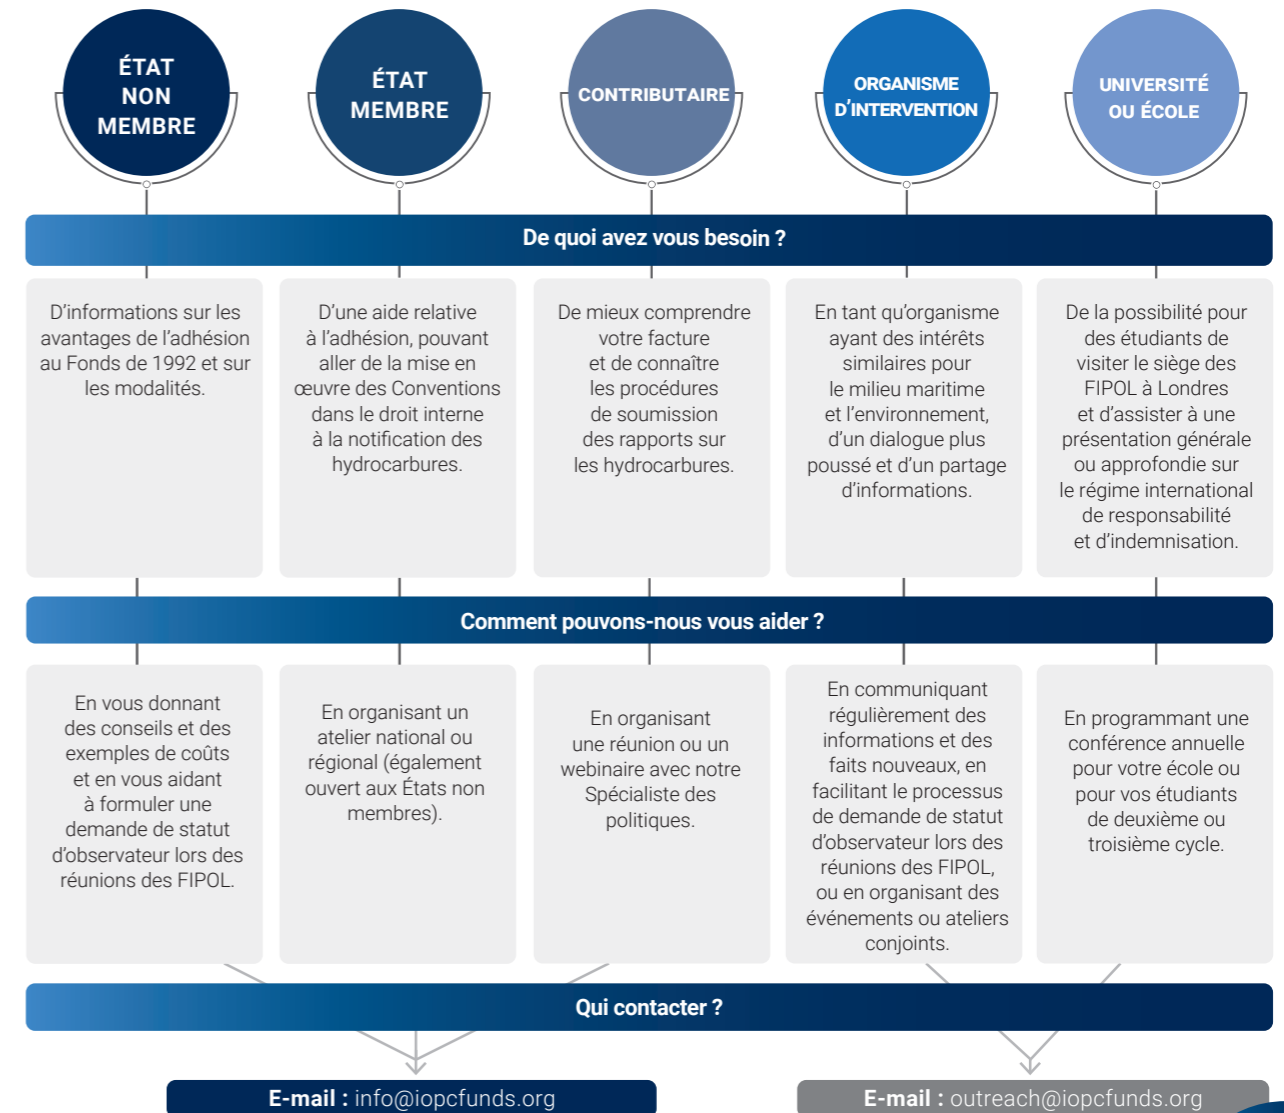 ÉTAT
NON
MEMBRE
ÉTAT
MEMBRE
CONTRIBUTAIRE
ORGANISME
D'INTERVENTION
UNIVERSITÉ
OU ÉCOLE
De quoi avez vous besoin ?
D'informations sur les
avantages de l'adhésion
au Fonds de 1992 et sur
les modalités.
D'une aide relative
à l'adhésion, pouvant
aller de la mise en
œuvre des Conventions
dans le droit interne
à la notification des
hydrocarbures.
De mieux comprendre
votre facture
et de connaître
les procédures
de soumission
des rapports sur
les hydrocarbures.
En tant qu'organisme
ayant des intérêts
similaires pour
le milieu maritime
et l'environnement,
d'un dialogue plus
poussé et d'un partage
d'informations.
De la possibilité pour
des étudiants de
visiter le siège des
FIPOL à Londres
et d'assister à une
présentation générale
ou approfondie sur
le régime international
de responsabilité
et d'indemnisation.
Comment pouvons-nous vous aider ?
En vous donnant
des conseils et des
exemples de coûts
et en vous aidant
à formuler une
demande de statut
d'observateur lors des
réunions des FIPOL.
En organisant un
atelier national ou
régional (également
ouvert aux États non
membres).
En organisant
une réunion ou un
webinaire avec notre
Spécialiste des
politiques.
En communiquant
régulièrement des
informations et des
faits nouveaux, en
facilitant le processus
de demande de statut
d'observateur lors des
réunions des FIPOL,
ou en organisant des
événements ou ateliers
conjoints.
En programmant une
conférence annuelle
pour votre école ou
pour vos étudiants
de deuxième ou
troisième cycle.
Qui contacter ?
E-mail : info@iopcfunds.org
E-mail : outreach@iopcfunds.org